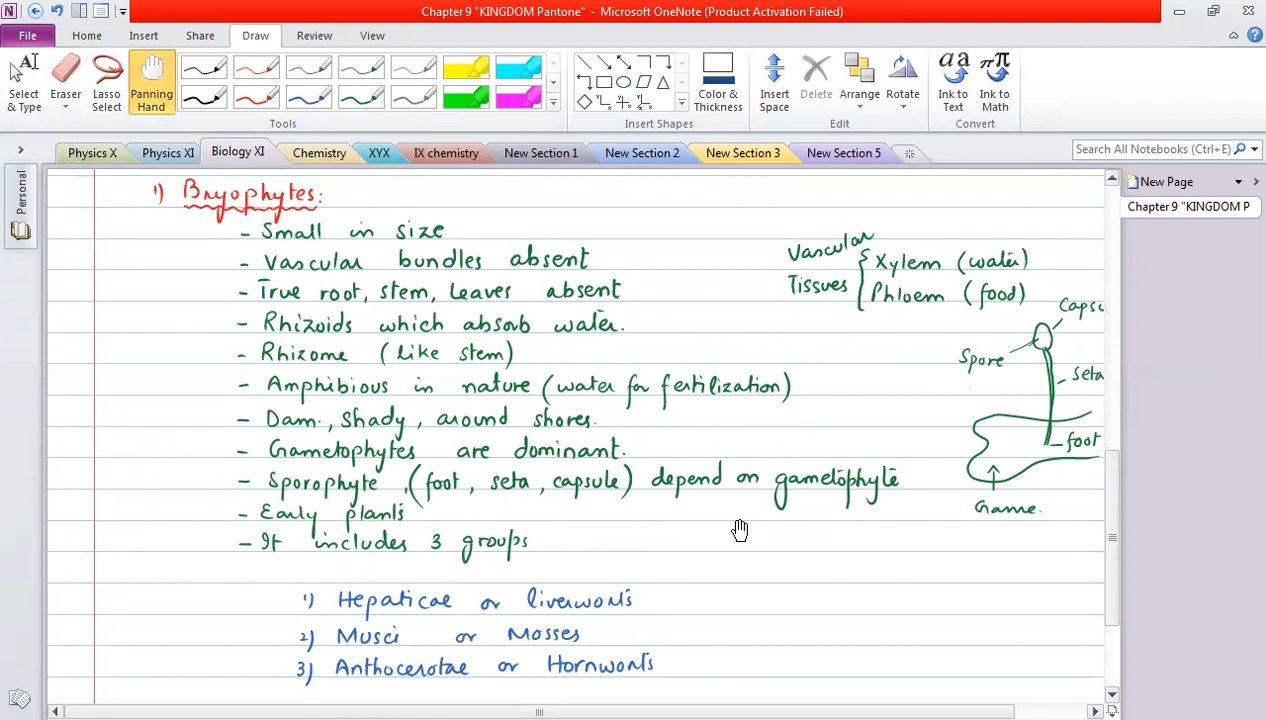 Chapter 9 "KINGDOM Pantone" - Microsoft OneNote (Product Activation Failed)
File Home Insert Share Draw Review View
Select & Type Eraser Lasso Select Panning Hand Color & Thickness Insert Space Delete Arrange Rotate Ink to Text Ink to Math
Tools Insert Shapes Edit Convert
Physics X Physics XI Biology XI Chemistry XYX IX chemistry New Section 1 New Section 2 New Section 3 New Section 5 Search All Notebooks (Ctrl+E)
Personal
New Page
Chapter 9 "KINGDOM P
1) Bryophytes:
- Small in size
- Vascular bundles absent
- True root, stem, leaves absent
- Rhizoids which absorb water.
- Rhizome (like stem)
- Amphibious in nature (water for fertilization)
- Dam., Shady, around shores.
- Gametophytes are dominant.
- Sporophyte, (foot, seta, capsule) depend on gametophyte
- Early plants
- It includes 3 groups
1) Hepaticae or liverworts
2) Musci or Mosses
3) Anthocerotae or Hornworts
Vascular Tissues { Xylem (water)
Phloem (food)
Capsu
Spore
seta
foot
Game.